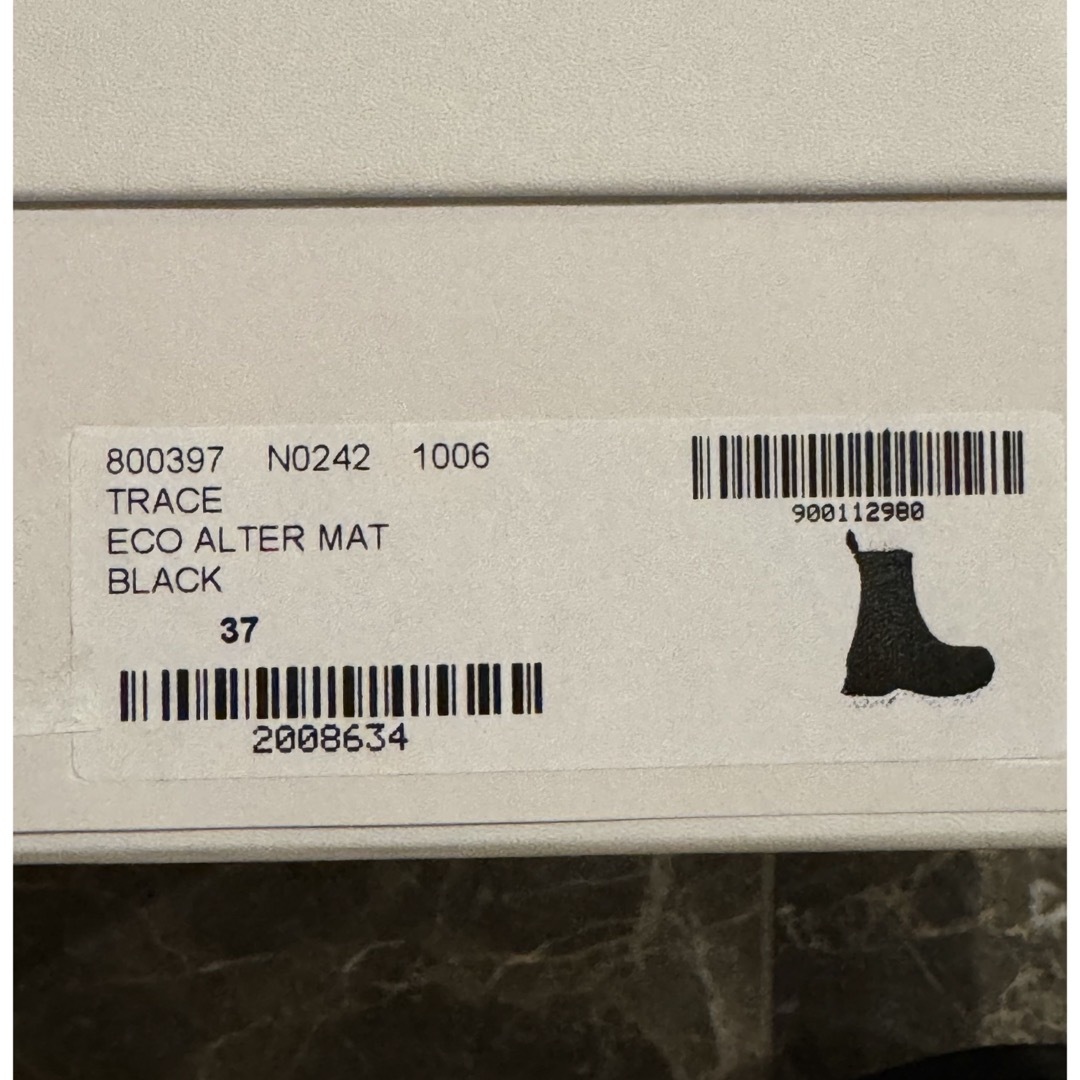 800397 N0242 1006
TRACE
ECO ALTER MAT
BLACK
37
2008634
900112980